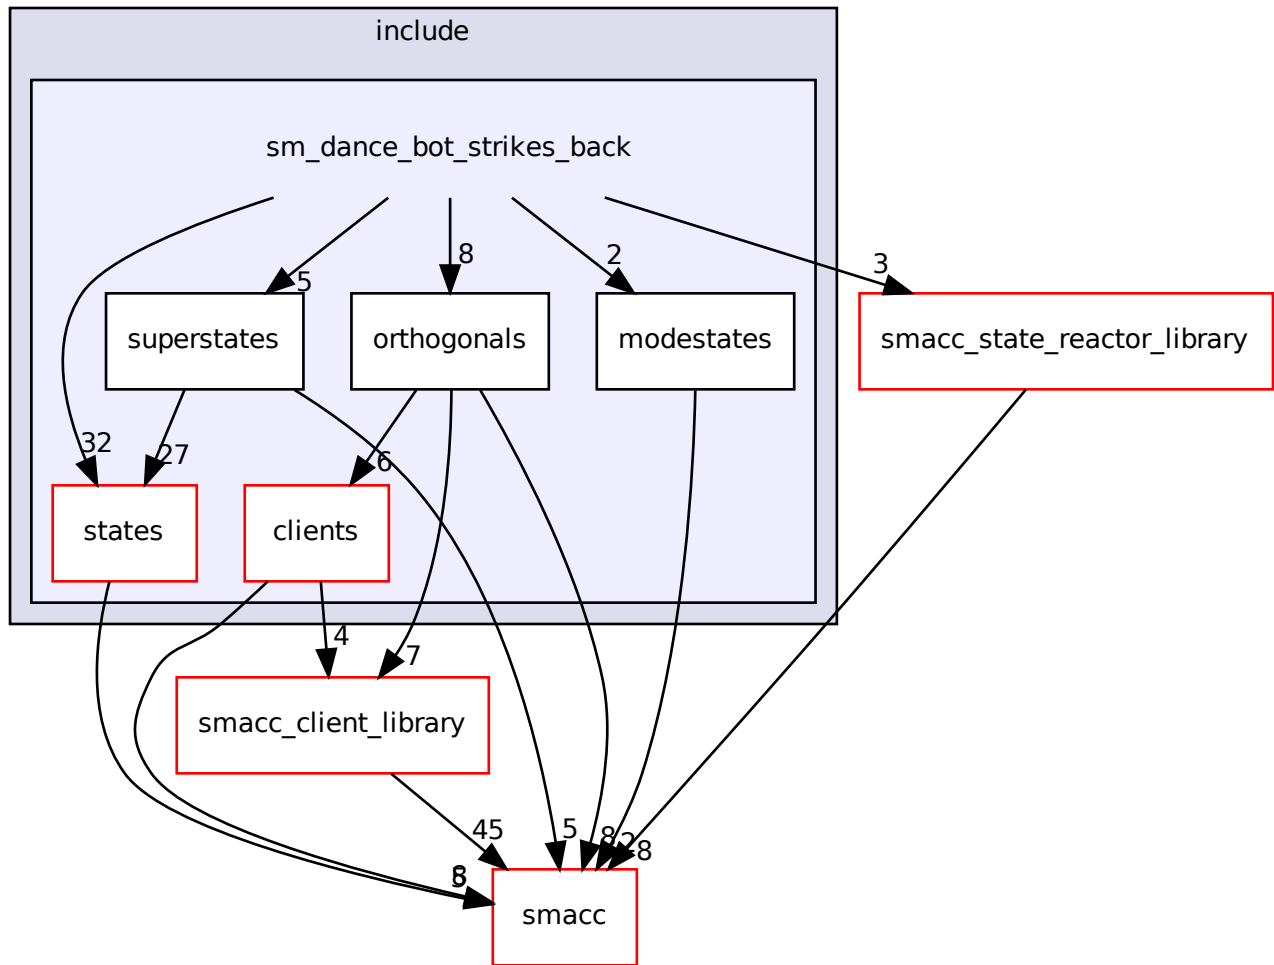 include
sm_dance_bot_strikes_back
5
8
2
3
superstates
orthogonals
modestates
smacc_state_reactor_library
32
27
6
states
clients
4
7
smacc_client_library
45
5
8
2
8
smacc